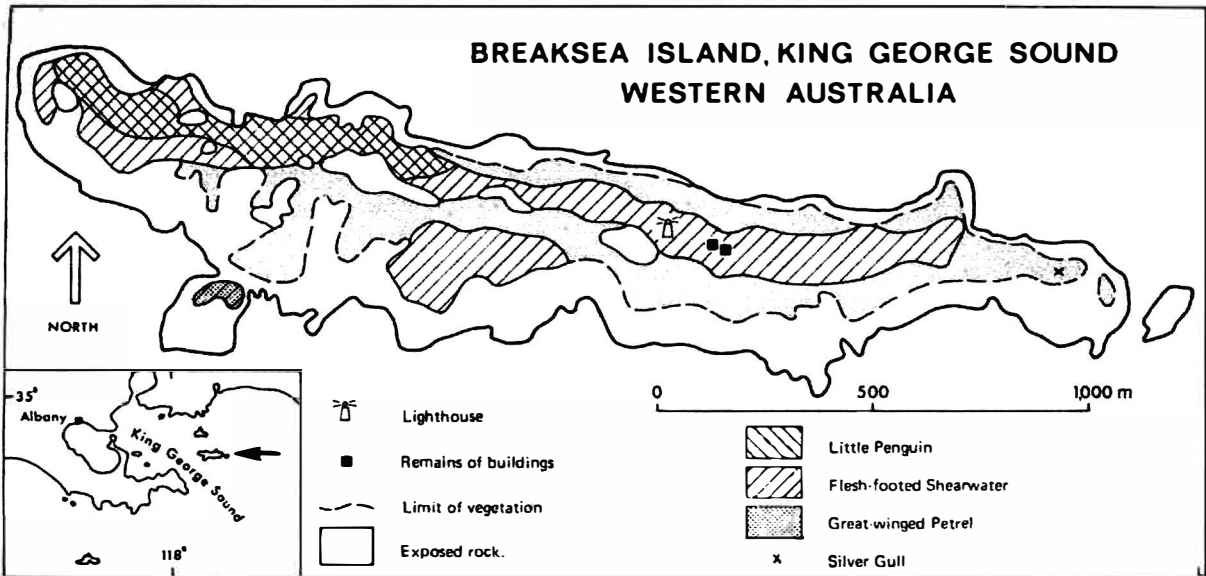 BREAKSEA ISLAND, KING GEORGE SOUND
WESTERN AUSTRALIA
NORTH
0 500 1,000 m
35°
Albany
King George Sound
118°
Lighthouse
Remains of buildings
Limit of vegetation
Exposed rock.
Little Penguin
Flesh-footed Shearwater
Great-winged Petrel
x Silver Gull